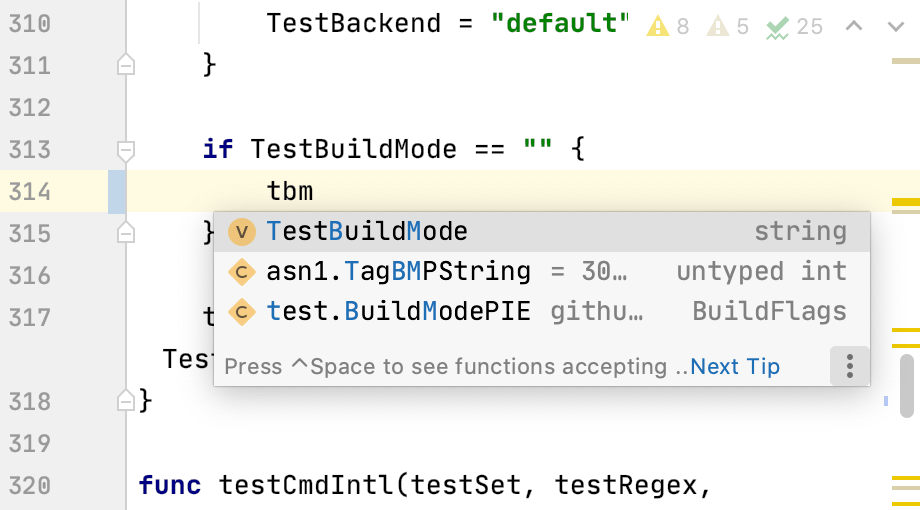 310 TestBackend = "default" 8 5 25
311 }
312
313 if TestBuildMode == "" {
314 tbm
315 }
V TestBuildMode string
C asn1.TagBMPString = 30… untyped int
316
C test.BuildModePIE githu… BuildFlags
317 t
Tes
Press ^Space to see functions accepting .. Next Tip
318 }
319
320 func testCmdIntl(testSet, testRegex,